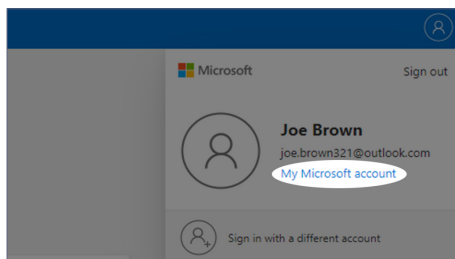 Microsoft Sign out
Joe Brown
joe.brown321@outlook.com
My Microsoft account
Sign in with a different account